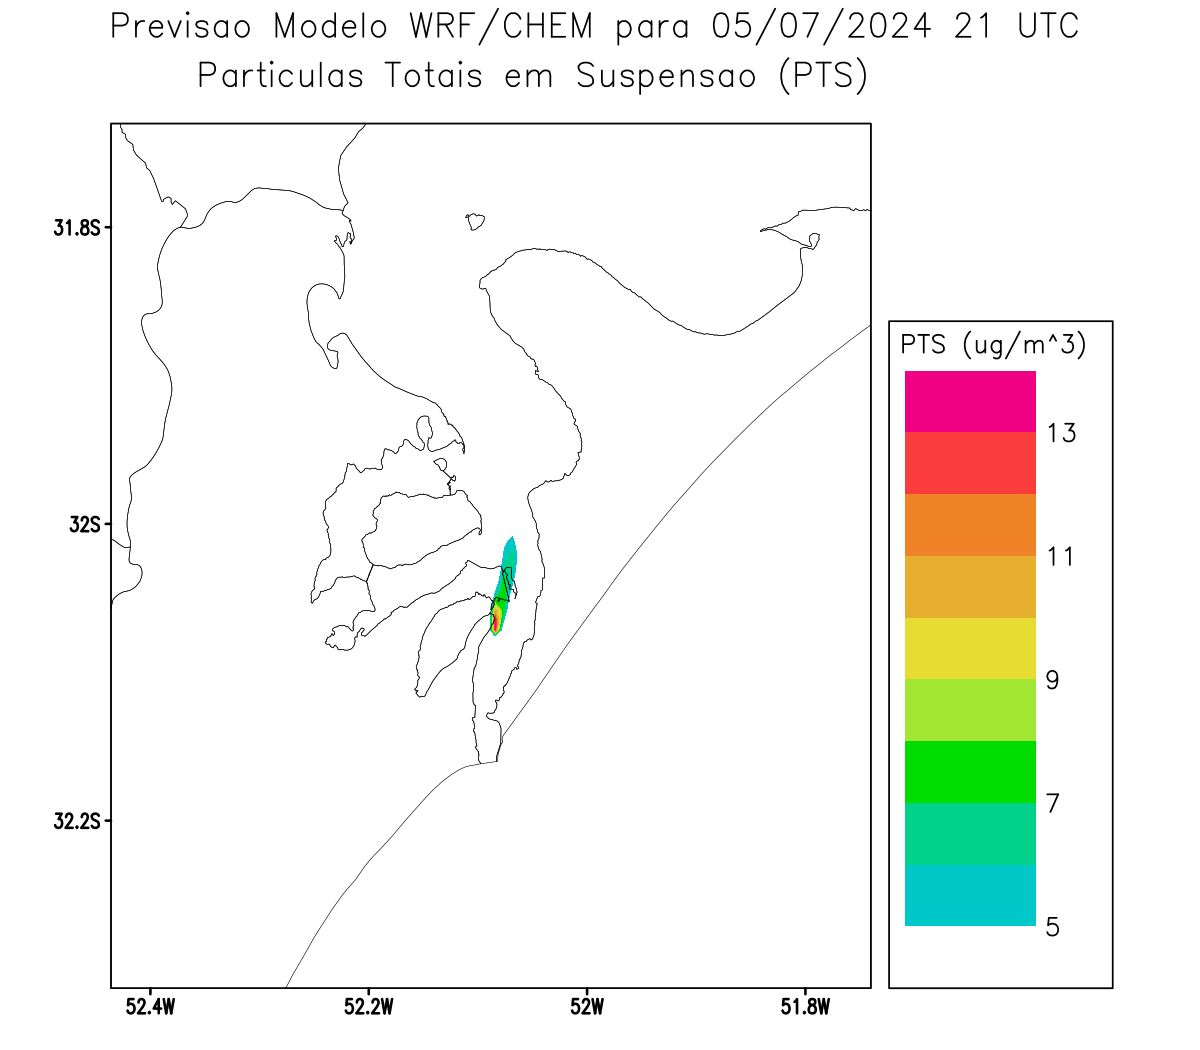 Previsao Modelo WRF/CHEM para 05/07/2024 21 UTC
Particulas Totais em Suspensao (PTS)
31.8S
32S
32.2S
52.4W
52.2W
52W
51.8W
PTS (ug/m^3)
13
11
9
7
5